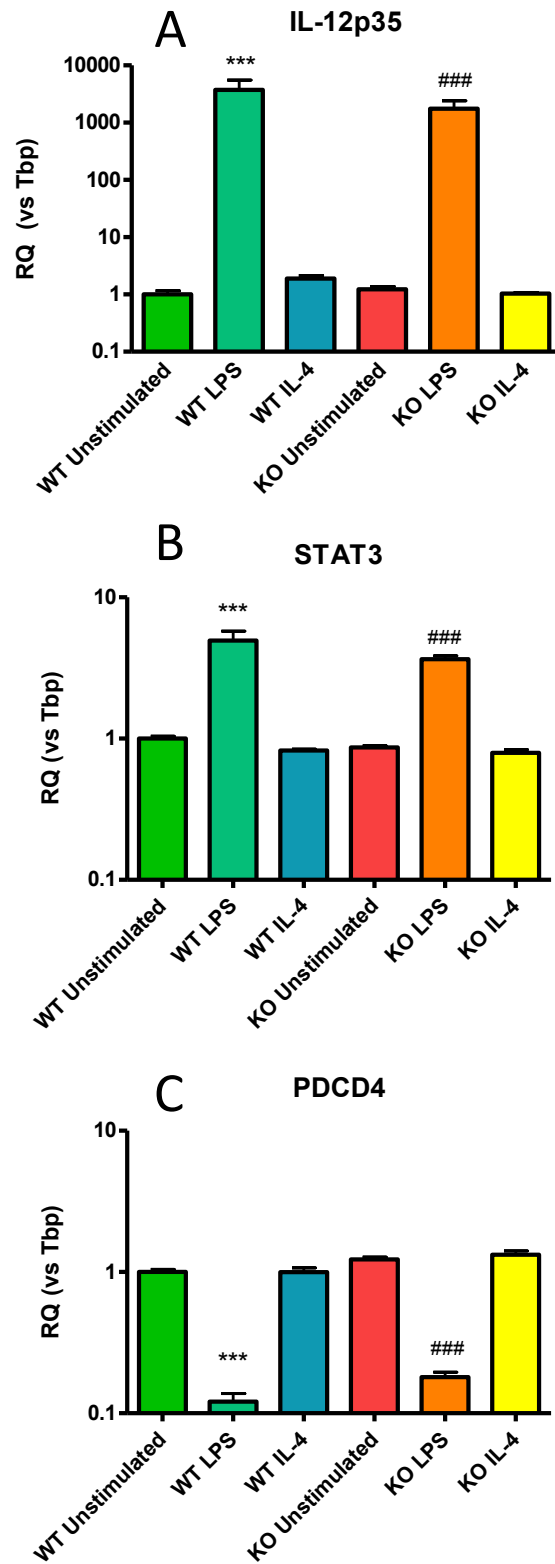 A
IL-12p35
RQ (vs Tbp)
10000
1000
100
10
1
0.1
***
###
WT Unstimulated
WT LPS
WT IL-4
KO Unstimulated
KO LPS
KO IL-4
B
STAT3
RQ (vs Tbp)
10
1
0.1
***
###
WT Unstimulated
WT LPS
WT IL-4
KO Unstimulated
KO LPS
KO IL-4
C
PDCD4
RQ (vs Tbp)
10
1
0.1
***
###
WT Unstimulated
WT LPS
WT IL-4
KO Unstimulated
KO LPS
KO IL-4